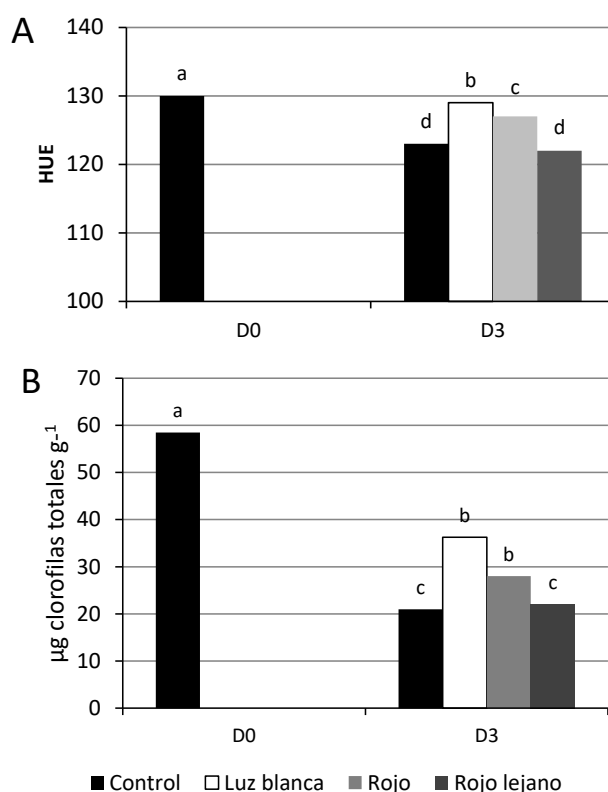 A
HUE
140
130
120
110
100
a
d
b
c
d
D0
D3
B
µg clorofilas totales g-1
70
60
50
40
30
20
10
0
a
c
b
b
c
D0
D3
Control Luz blanca Rojo Rojo lejano